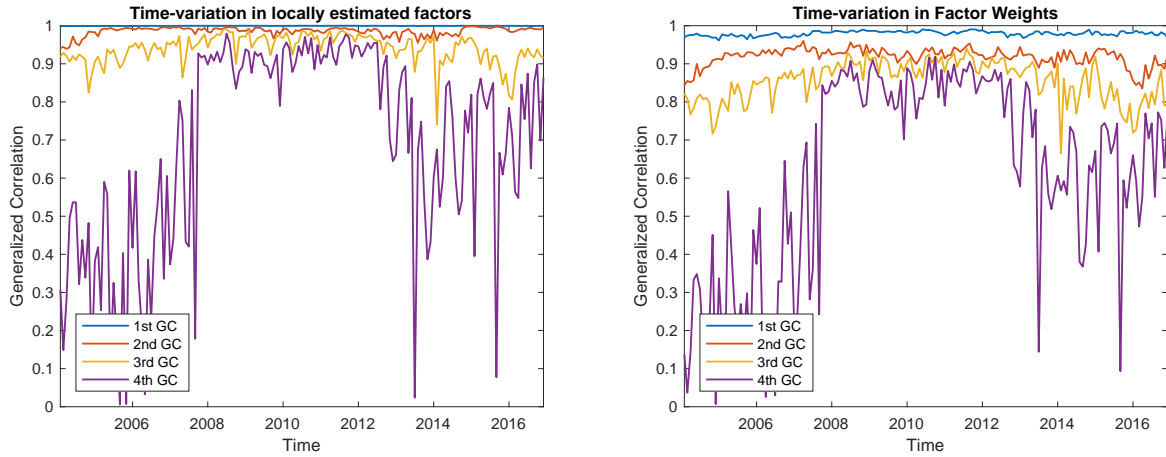 Time-variation in locally estimated factors
1
0.9
0.8
0.7
0.6
0.5
0.4
0.3
0.2
0.1
0
Generalized Correlation
1st GC
2nd GC
3rd GC
4th GC
2006
2008
2010
2012
2014
2016
Time
Time-variation in Factor Weights
1
0.9
0.8
0.7
0.6
0.5
0.4
0.3
0.2
0.1
0
Generalized Correlation
1st GC
2nd GC
3rd GC
4th GC
2006
2008
2010
2012
2014
2016
Time